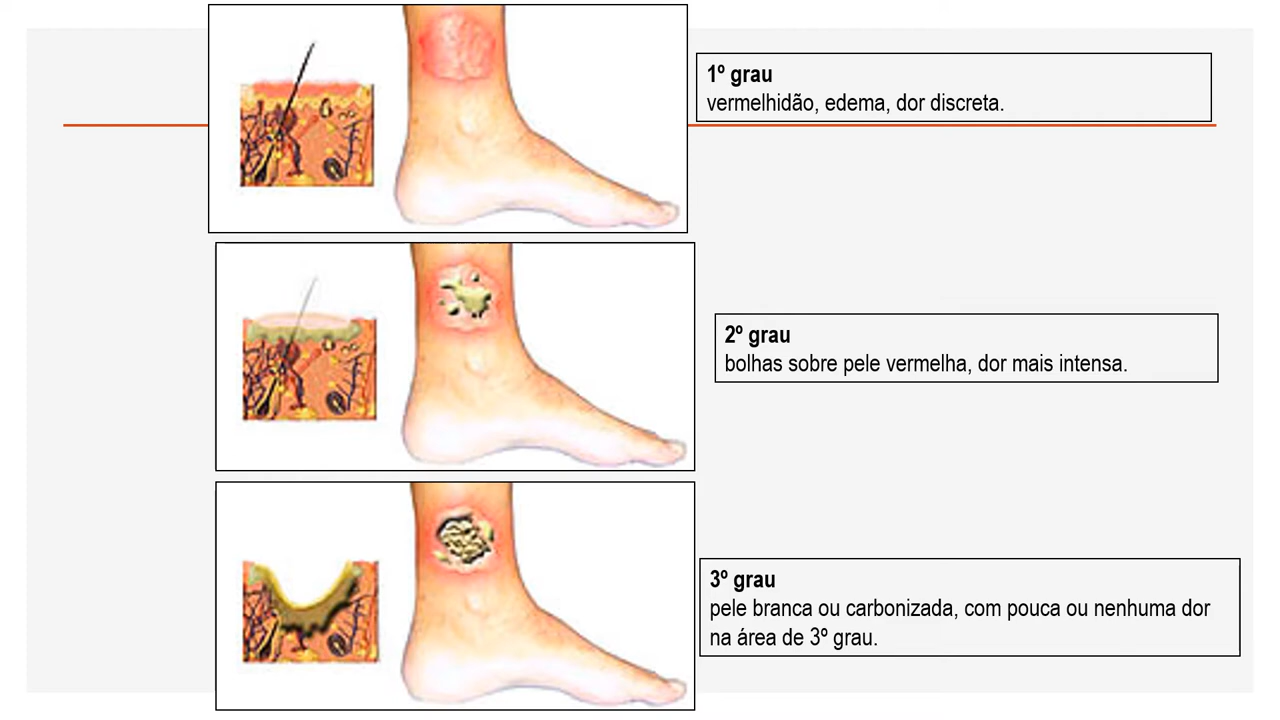 1º grau
vermelhidão, edema, dor discreta.
2º grau
bolhas sobre pele vermelha, dor mais intensa.
3º grau
pele branca ou carbonizada, com pouca ou nenhuma dor
na área de 3º grau.